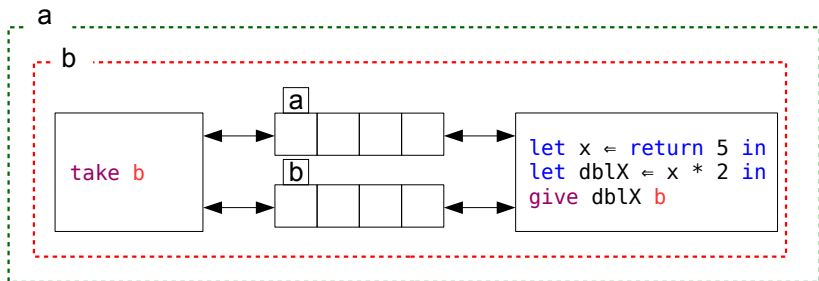 a
b
a
take b
b
let x ⇐ return 5 in
let dblX ⇐ x * 2 in
give dblX b